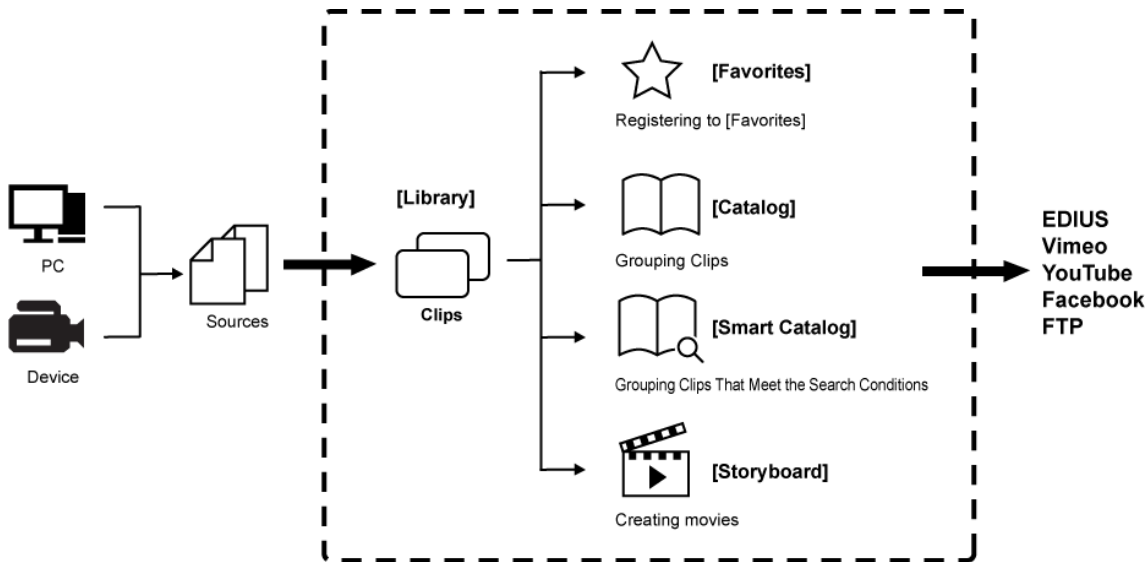 PC
Device
Sources
[Library]
Clips
[Favorites]
Registering to [Favorites]
[Catalog]
Grouping Clips
[Smart Catalog]
Grouping Clips That Meet the Search Conditions
[Storyboard]
Creating movies
EDIUS
Vimeo
YouTube
Facebook
FTP